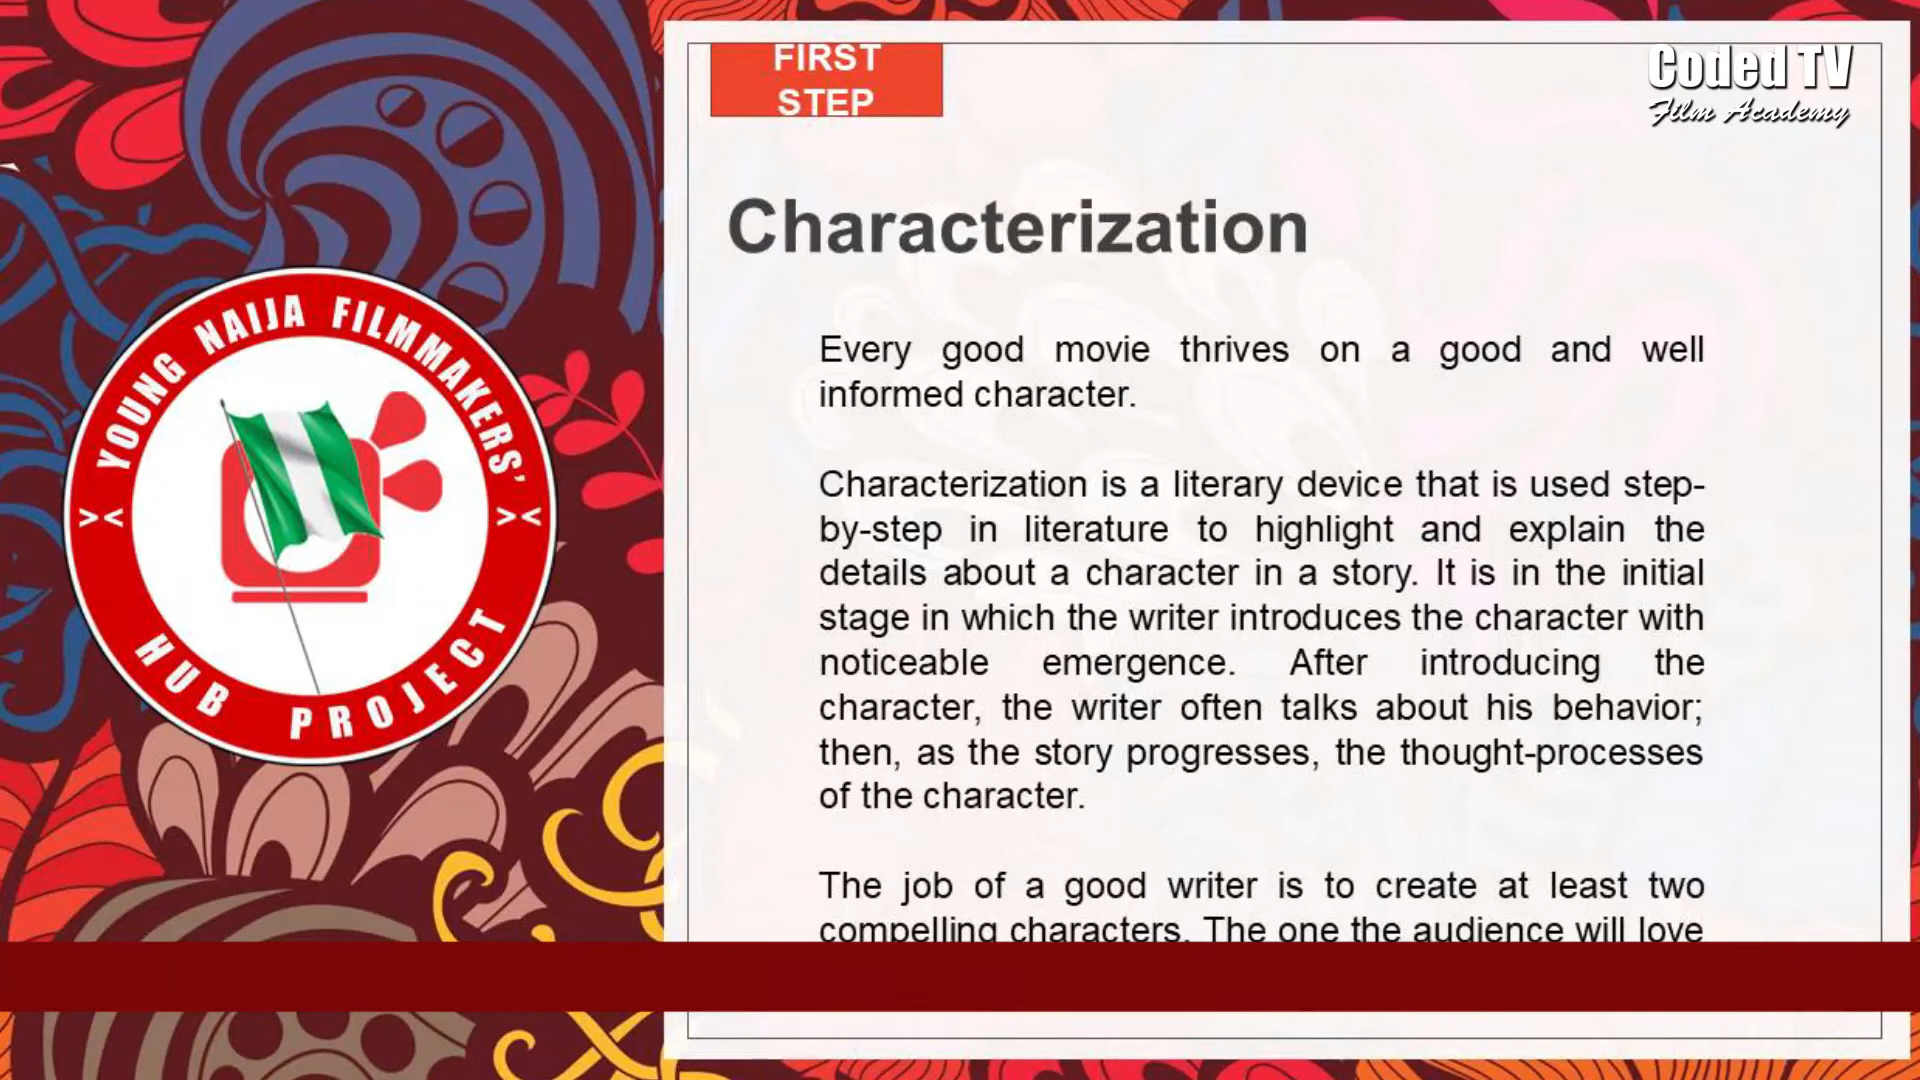 FIRST
STEP
Coded TV
Film Academy
Characterization
YOUNG NAIJA FILMMAKERS'
HUB PROJECT
Every good movie thrives on a good and well
informed character.
Characterization is a literary device that is used step-
by-step in literature to highlight and explain the
details about a character in a story. It is in the initial
stage in which the writer introduces the character with
noticeable emergence. After introducing the
character, the writer often talks about his behavior;
then, as the story progresses, the thought-processes
of the character.
The job of a good writer is to create at least two
compelling characters. The one the audience will love